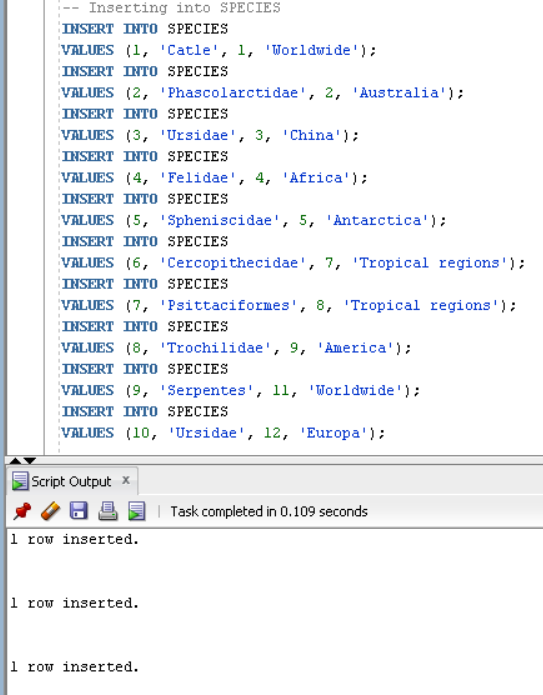 -- Inserting into SPECIES
INSERT INTO SPECIES
VALUES (1, 'Catle', 1, 'Worldwide');
INSERT INTO SPECIES
VALUES (2, 'Phascolarctidae', 2, 'Australia');
INSERT INTO SPECIES
VALUES (3, 'Ursidae', 3, 'China');
INSERT INTO SPECIES
VALUES (4, 'Felidae', 4, 'Africa');
INSERT INTO SPECIES
VALUES (5, 'Spheniscidae', 5, 'Antarctica');
INSERT INTO SPECIES
VALUES (6, 'Cercopithecidae', 7, 'Tropical regions');
INSERT INTO SPECIES
VALUES (7, 'Psittaciformes', 8, 'Tropical regions');
INSERT INTO SPECIES
VALUES (8, 'Trochilidae', 9, 'America');
INSERT INTO SPECIES
VALUES (9, 'Serpentes', 11, 'Worldwide');
INSERT INTO SPECIES
VALUES (10, 'Ursidae', 12, 'Europa');
Script Output x
Task completed in 0.109 seconds
1 row inserted.
1 row inserted.
1 row inserted.